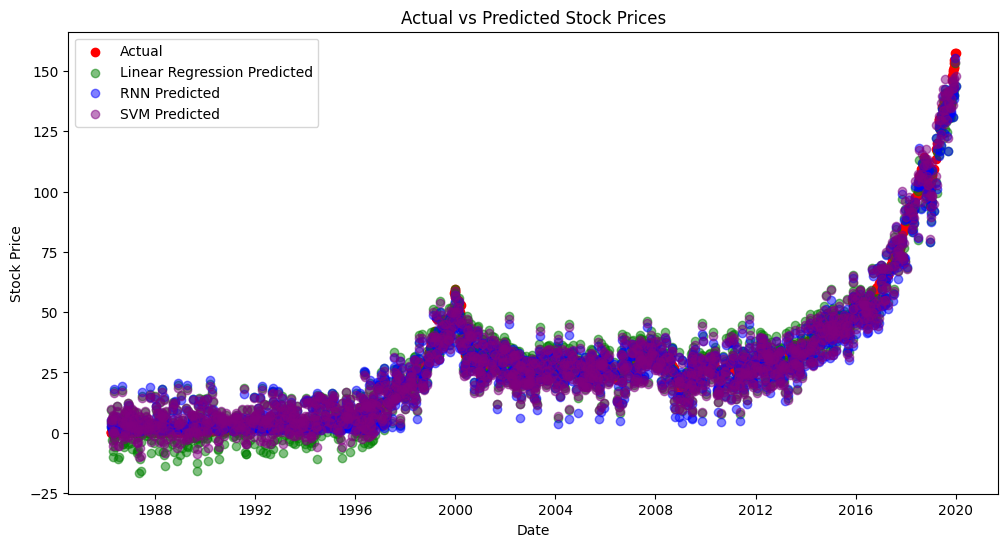 Actual vs Predicted Stock Prices
Actual
Linear Regression Predicted
RNN Predicted
SVM Predicted
Stock Price
150
125
100
75
50
25
0
−25
1988
1992
1996
2000
2004
2008
2012
2016
2020
Date